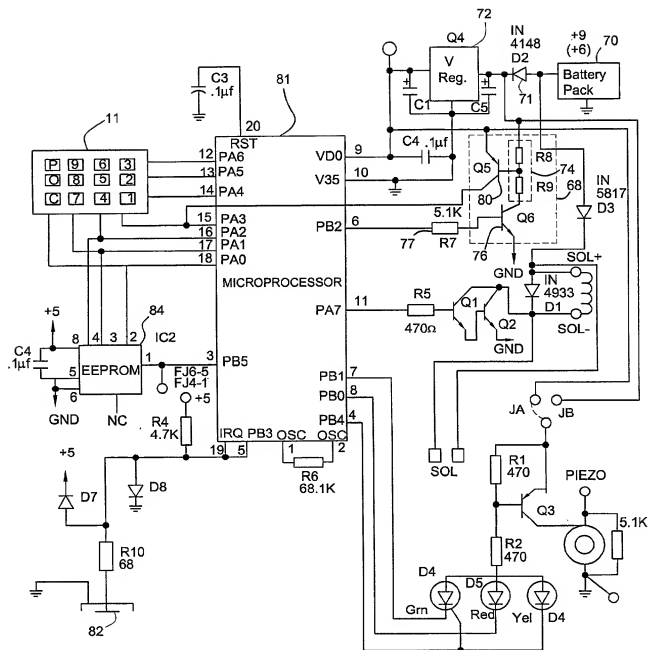 72
Q4
V
Reg.
IN
4148
D2
71
+9
(+6)
70
Battery
Pack
C1
C5
C3
.1µf
81
20
RST
11
P 9 6 3
O 8 5 2
C 7 4 1
12 PA6
13 PA5
14 PA4
15 PA3
16 PA2
17 PA1
18 PA0
MICROPROCESSOR
VD0 9
V35 10
C4 .1µf
PB2 6
5.1K
R7
77
Q5
80
80
R8
74
R9
68
Q6
76
GND
IN
5817
D3
SOL+
IN
4933
D1
SOL-
PA7 11
R5
470Ω
Q1
Q2
GND
+5
84
8 4 3 2
IC2
EEPROM
C4
.1µf
5
6
1
GND
NC
3 PB5
FJ6-5
FJ4-1
+5
R4
4.7K
PB1 7
PB0 8
PB4 4
IRQ PB3 OSC OSC
19 5 1 2
R6
68.1K
+5
D7
D8
R10
68
82
SOL
JA
JB
R1
470
Q3
PIEZO
5.1K
R2
470
D4
D5
Grn
Red
Yel
D4